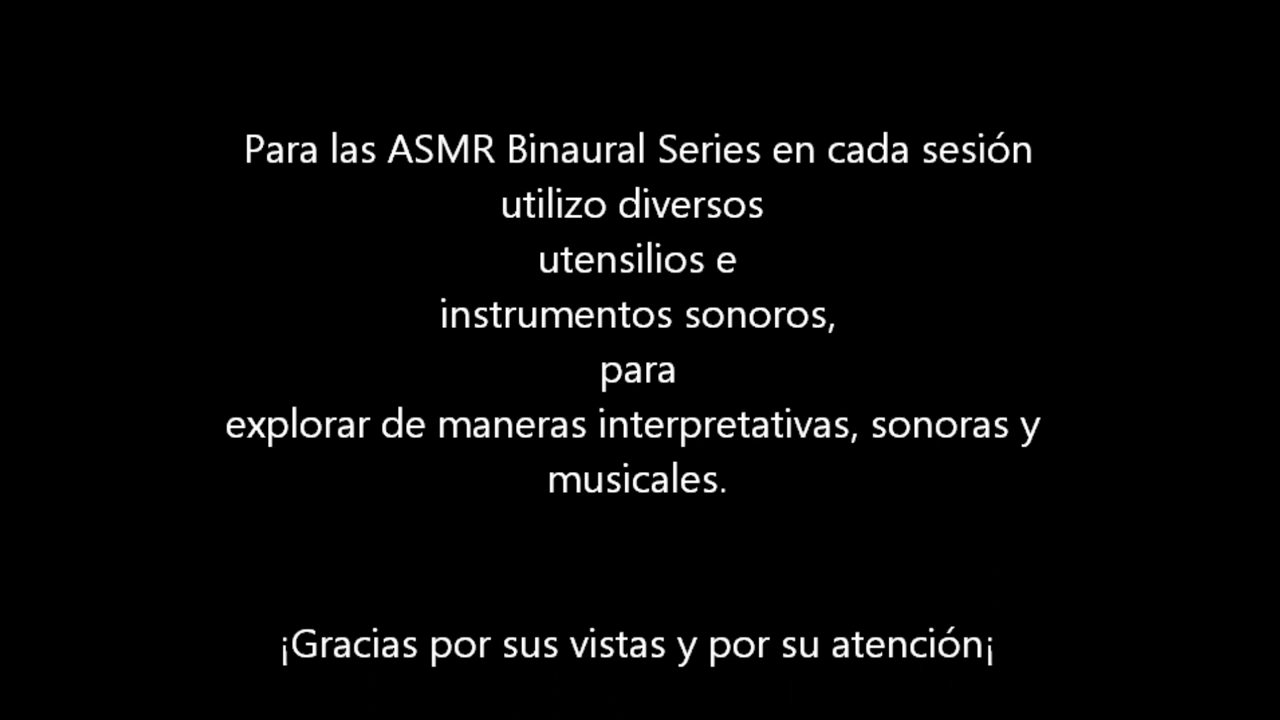 Para las ASMR Binaural Series en cada sesión
utilizo diversos
utensilios e
instrumentos sonoros,
para
explorar de maneras interpretativas, sonoras y
musicales.
¡Gracias por sus vistas y por su atención¡